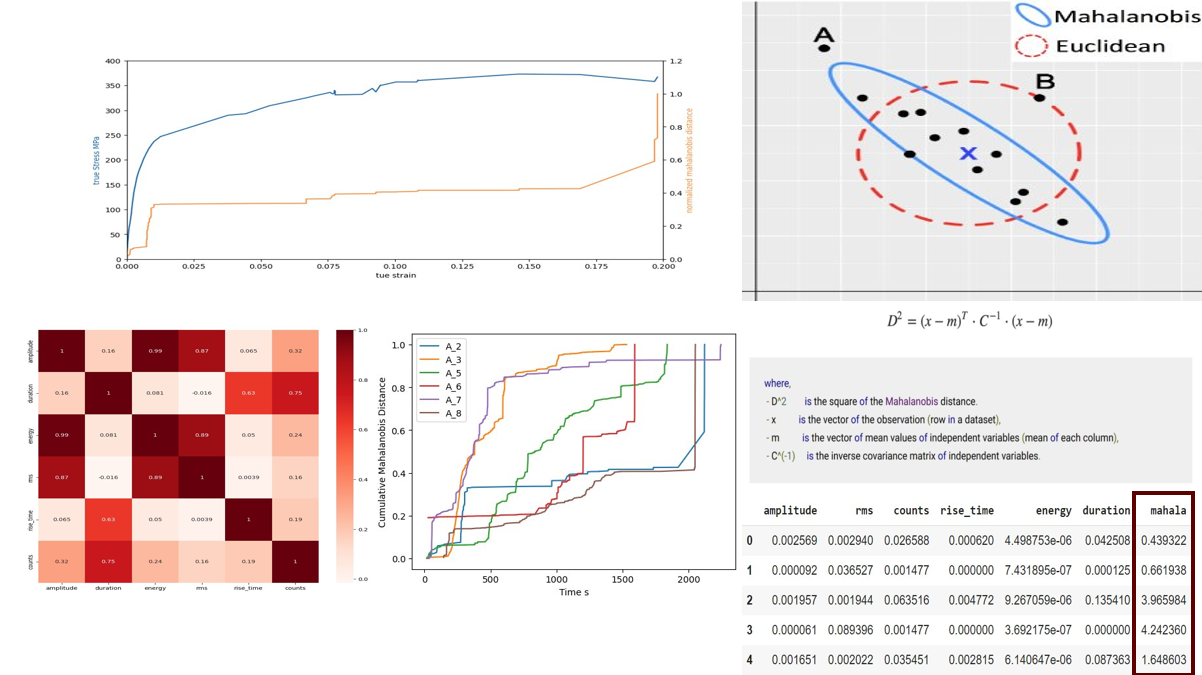 400
350
300
250
200
150
100
50
0
true Stress MPa
1.2
1.0
0.8
0.6
0.4
0.2
0.0
normalized mahalanobis distance
0.000 0.025 0.050 0.075 0.100 0.125 0.150 0.175 0.200
tue strain
Mahalanobis
Euclidean
A
B
X
D² = (x − m)ᵀ · C⁻¹ · (x − m)
where,
- D^2 is the square of the Mahalanobis distance.
- x is the vector of the observation (row in a dataset),
- m is the vector of mean values of independent variables (mean of each column),
- C^(-1) is the inverse covariance matrix of independent variables.
amplitude 1 0.16 0.99 0.87 0.065 0.32
duration 0.16 1 0.081 -0.016 0.63 0.75
energy 0.99 0.081 1 0.89 0.05 0.24
rms 0.87 -0.016 0.89 1 0.0039 0.16
rise_time 0.065 0.63 0.05 0.0039 1 0.19
counts 0.32 0.75 0.24 0.16 0.19 1
amplitude duration energy rms rise_time counts
1.0
0.8
0.6
0.4
0.2
0.0
Cumulative Mahalanobis Distance
1.0
0.8
0.6
0.4
0.2
0.0
A_2
A_3
A_5
A_6
A_7
A_8
0 500 1000 1500 2000
Time s
amplitude rms counts rise_time energy duration mahala
0 0.002569 0.002940 0.026588 0.000620 4.498753e-06 0.042508 0.439322
1 0.000092 0.036527 0.001477 0.000000 7.431895e-07 0.000125 0.661938
2 0.001957 0.001944 0.063516 0.004772 9.267059e-06 0.135410 3.965984
3 0.000061 0.089396 0.001477 0.000000 3.692175e-07 0.000000 4.242360
4 0.001651 0.002022 0.035451 0.002815 6.140647e-06 0.087363 1.648603